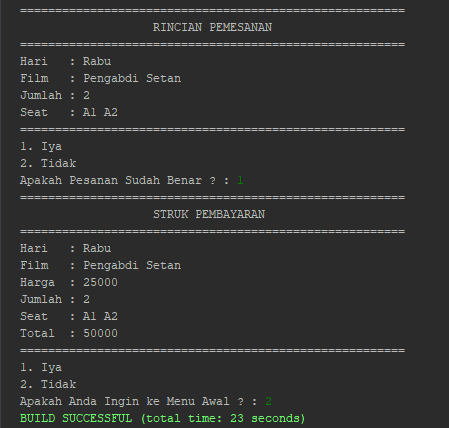 =======================================================
RINCIAN PEMESANAN
=======================================================
Hari   : Rabu
Film   : Pengabdi Setan
Jumlah : 2
Seat   : A1 A2
=======================================================
1. Iya
2. Tidak
Apakah Pesanan Sudah Benar ? : 1
=======================================================
STRUK PEMBAYARAN
=======================================================
Hari   : Rabu
Film   : Pengabdi Setan
Harga  : 25000
Jumlah : 2
Seat   : A1 A2
Total  : 50000
=======================================================
1. Iya
2. Tidak
Apakah Anda Ingin ke Menu Awal ? : 2
BUILD SUCCESSFUL (total time: 23 seconds)